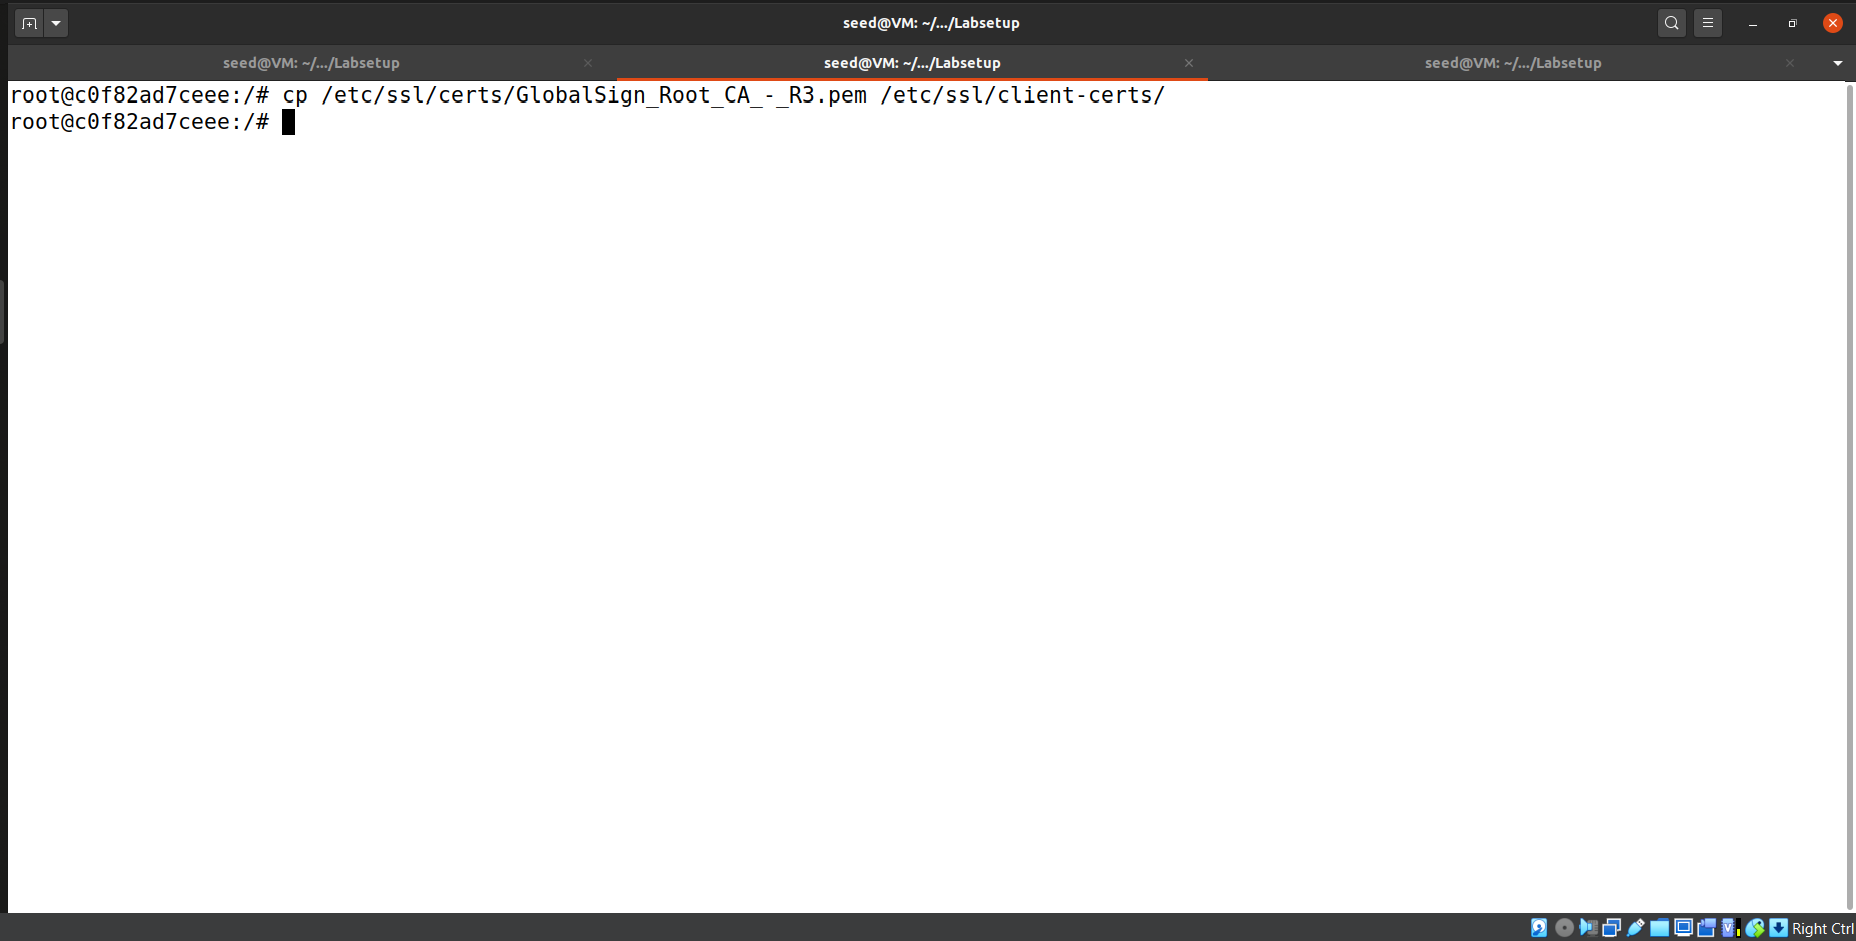 seed@VM: ~/.../Labsetup
seed@VM: ~/.../Labsetup
seed@VM: ~/.../Labsetup
seed@VM: ~/.../Labsetup
root@c0f82ad7ceee:/# cp /etc/ssl/certs/GlobalSign_Root_CA_-_R3.pem /etc/ssl/client-certs/
root@c0f82ad7ceee:/#
Right Ctrl